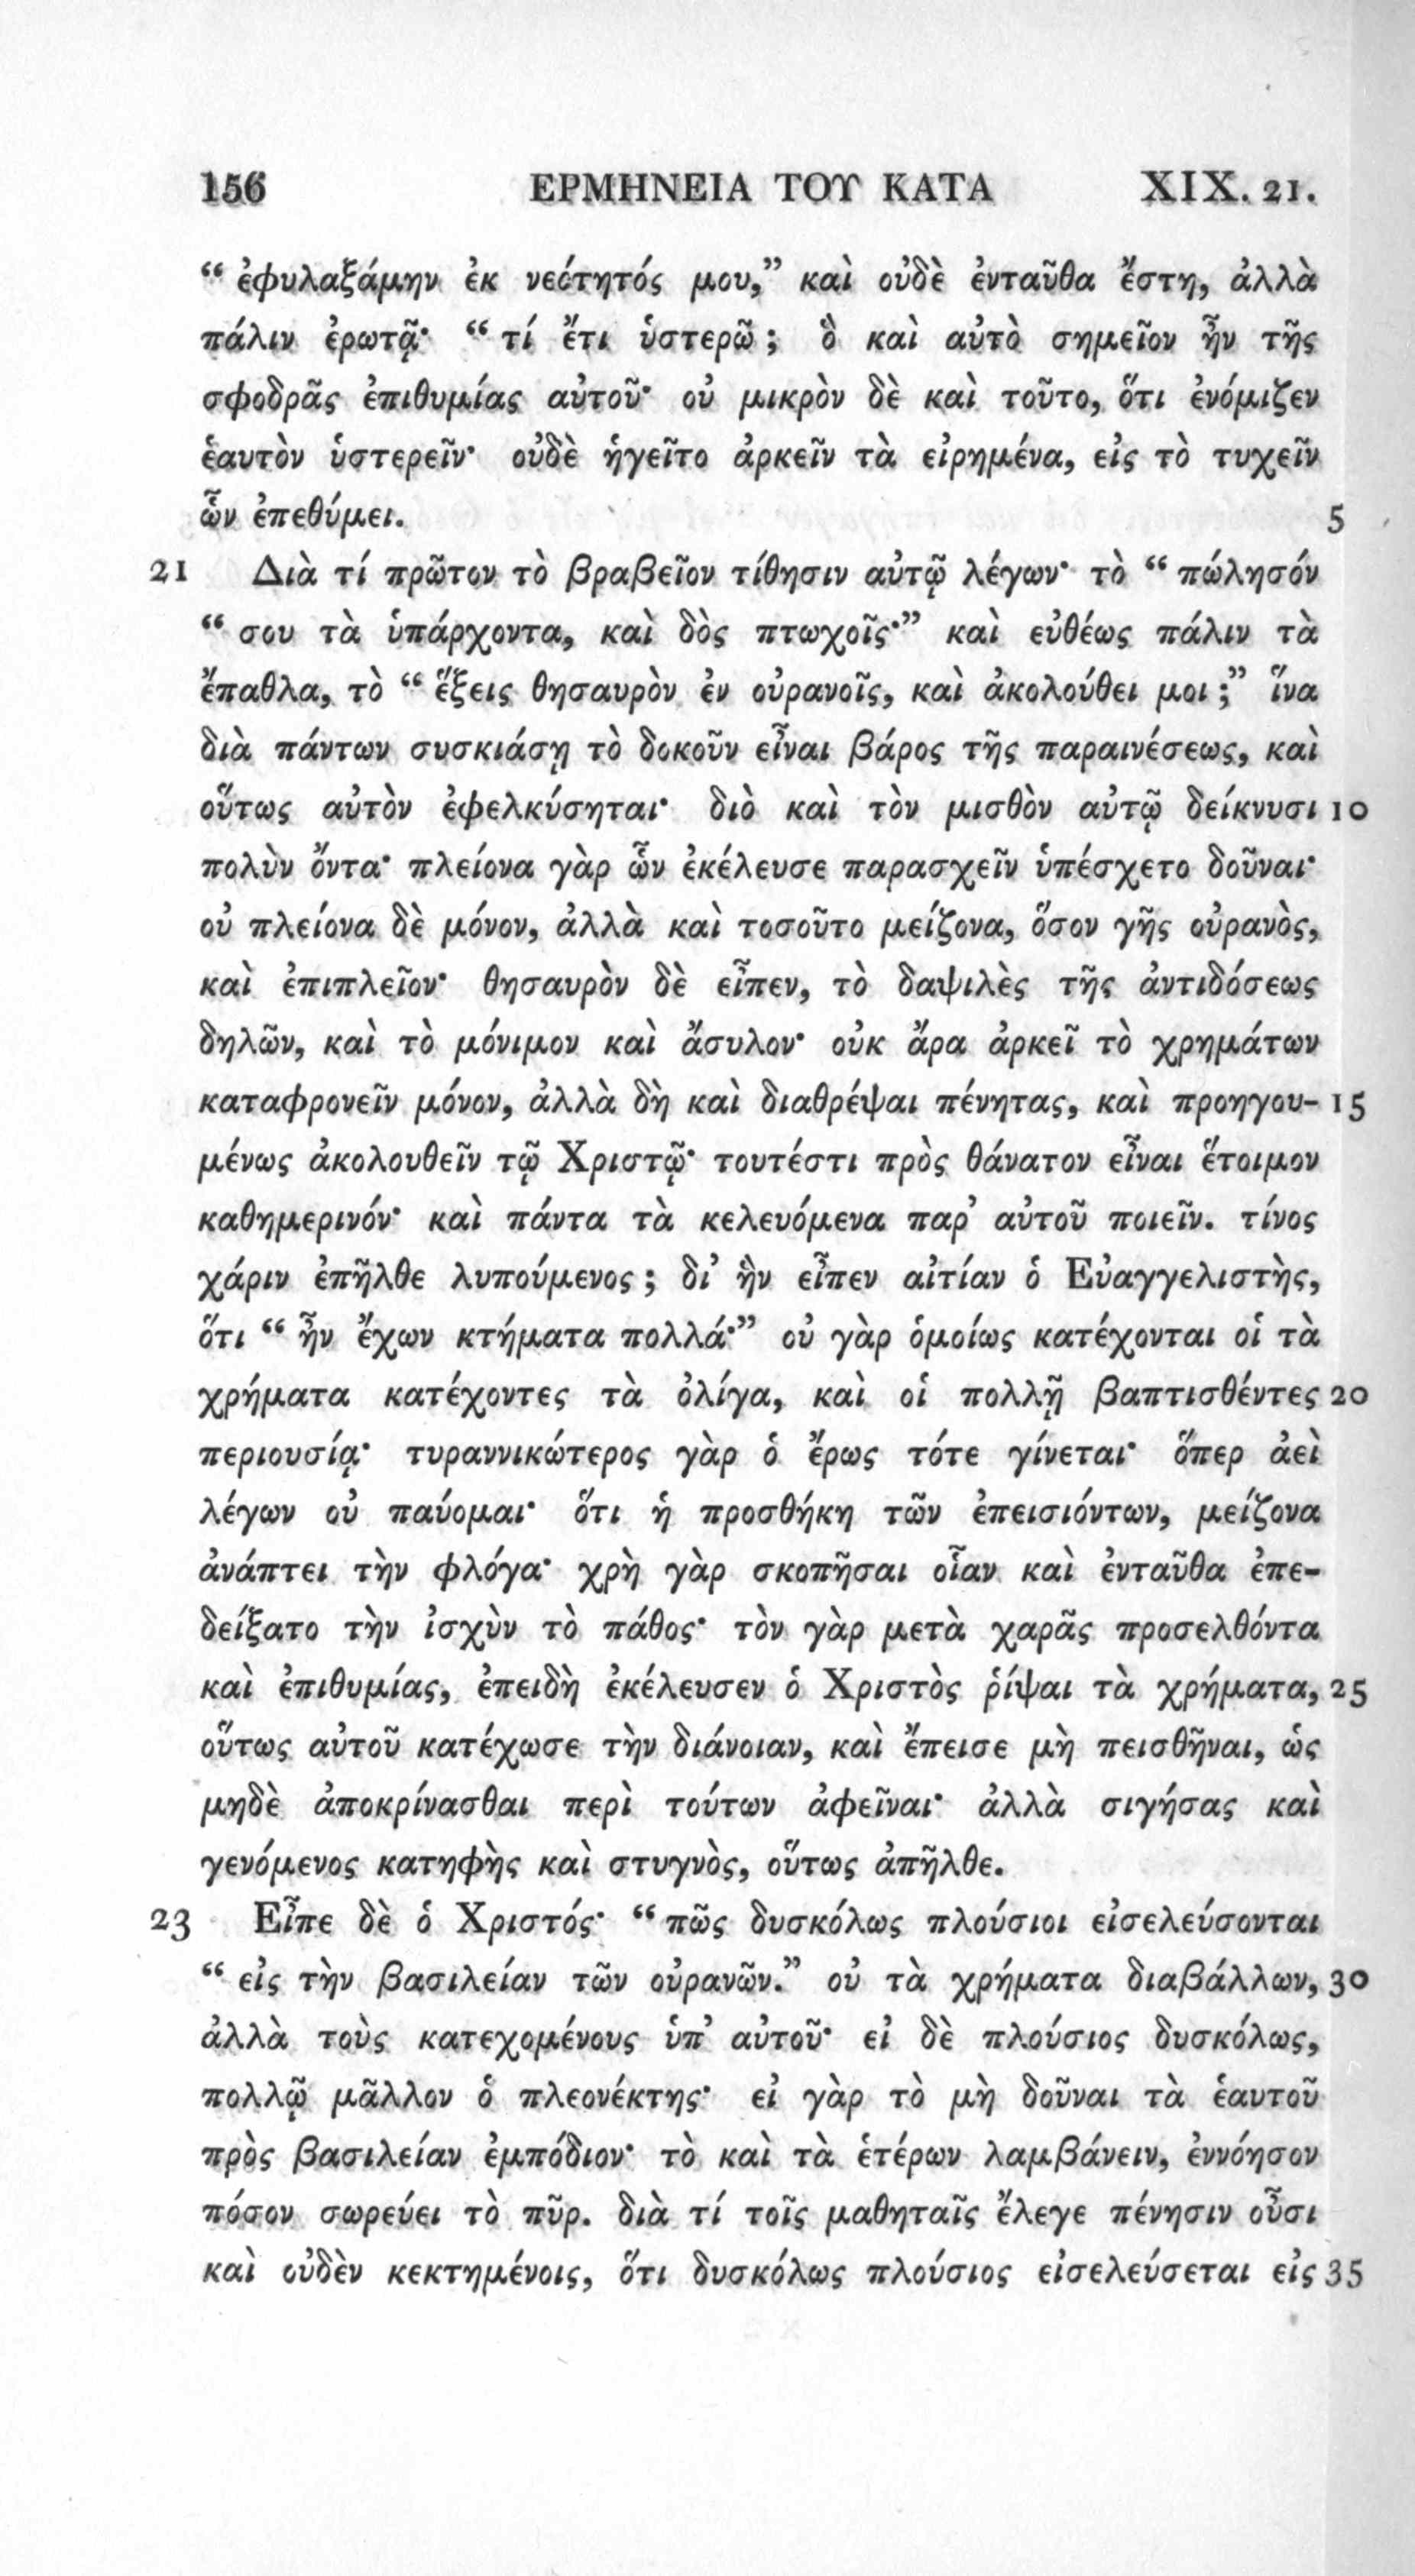 156 ΕΡΜΗΝΕΙΑ ΤΟΥ ΚΑΤΑ XIX. 21.
“ ἐφυλαξάμην ἐκ νεότητός μου,” καὶ οὐδὲ ἐνταῦθα ἔστη, ἀλλὰ
πάλιν ἐρωτᾷ· “ τί ἔτι ὑστερῶ ; ὃ καὶ αὐτὸ σημεῖον ἦν τῆς
σφοδρᾶς ἐπιθυμίας αὐτοῦ· οὐ μικρὸν δὲ καὶ τοῦτο, ὅτι ἐνόμιζεν
ἑαυτὸν ὑστερεῖν· οὐδὲ ἡγεῖτο ἀρκεῖν τὰ εἰρημένα, εἰς τὸ τυχεῖν
ὧν ἐπεθύμει. 5
21 Διὰ τί πρῶτον τὸ βραβεῖον τίθησιν αὐτῷ λέγων· τὸ “ πώλησόν
“ σου τὰ ὑπάρχοντα, καὶ δὸς πτωχοῖς·” καὶ εὐθέως πάλιν τὰ
ἔπαθλα, τὸ “ ἕξεις θησαυρὸν ἐν οὐρανοῖς, καὶ ἀκολούθει μοι ;” ἵνα
διὰ πάντων συσκιάσῃ τὸ δοκοῦν εἶναι βάρος τῆς παραινέσεως, καὶ
οὕτως αὐτὸν ἐφελκύσηται· διὸ καὶ τὸν μισθὸν αὐτῷ δείκνυσι 10
πολὺν ὄντα· πλείονα γὰρ ὧν ἐκέλευσε παρασχεῖν ὑπέσχετο δοῦναι·
οὐ πλείονα δὲ μόνον, ἀλλὰ καὶ τοσοῦτο μείζονα, ὅσον γῆς οὐρανὸς,
καὶ ἐπιπλεῖον· θησαυρὸν δὲ εἶπεν, τὸ δαψιλὲς τῆς ἀντιδόσεως
δηλῶν, καὶ τὸ μόνιμον καὶ ἄσυλον· οὐκ ἄρα ἀρκεῖ τὸ χρημάτων
καταφρονεῖν μόνον, ἀλλὰ δὴ καὶ διαθρέψαι πένητας, καὶ προηγου- 15
μένως ἀκολουθεῖν τῷ Χριστῷ· τουτέστι πρὸς θάνατον εἶναι ἕτοιμον
καθημερινόν· καὶ πάντα τὰ κελευόμενα παρ’ αὐτοῦ ποιεῖν. τίνος
χάριν ἐπῆλθε λυπούμενος ; δι’ ἣν εἶπεν αἰτίαν ὁ Εὐαγγελιστὴς,
ὅτι “ ἦν ἔχων κτήματα πολλά·” οὐ γὰρ ὁμοίως κατέχονται οἱ τὰ
χρήματα κατέχοντες τὰ ὀλίγα, καὶ οἱ πολλῇ βαπτισθέντες 20
περιουσίᾳ· τυραννικώτερος γὰρ ὁ ἔρως τότε γίνεται· ὅπερ ἀεὶ
λέγων οὐ παύομαι· ὅτι ἡ προσθήκη τῶν ἐπεισιόντων, μείζονα
ἀνάπτει τὴν φλόγα· χρὴ γὰρ σκοπῆσαι οἵαν καὶ ἐνταῦθα ἐπε-
δείξατο τὴν ἰσχὺν τὸ πάθος· τὸν γὰρ μετὰ χαρᾶς προσελθόντα
καὶ ἐπιθυμίας, ἐπειδὴ ἐκέλευσεν ὁ Χριστὸς ῥίψαι τὰ χρήματα, 25
οὕτως αὐτοῦ κατέχωσε τὴν διάνοιαν, καὶ ἔπεισε μὴ πεισθῆναι, ὡς
μηδὲ ἀποκρίνασθαι περὶ τούτων ἀφεῖναι· ἀλλὰ σιγήσας καὶ
γενόμενος κατηφὴς καὶ στυγνὸς, οὕτως ἀπῆλθε.
23 Εἶπε δὲ ὁ Χριστός· “ πῶς δυσκόλως πλούσιοι εἰσελεύσονται
“ εἰς τὴν βασιλείαν τῶν οὐρανῶν.” οὐ τὰ χρήματα διαβάλλων, 30
ἀλλὰ τοὺς κατεχομένους ὑπ’ αὐτοῦ· εἰ δὲ πλούσιος δυσκόλως,
πολλῷ μᾶλλον ὁ πλεονέκτης· εἰ γὰρ τὸ μὴ δοῦναι τὰ ἑαυτοῦ
πρὸς βασιλείαν ἐμπόδιον· τὸ καὶ τὰ ἑτέρων λαμβάνειν, ἐννόησον
πόσον σωρεύει τὸ πῦρ. διὰ τί τοῖς μαθηταῖς ἔλεγε πένησιν οὖσι
καὶ οὐδὲν κεκτημένοις, ὅτι δυσκόλως πλούσιος εἰσελεύσεται εἰς 35